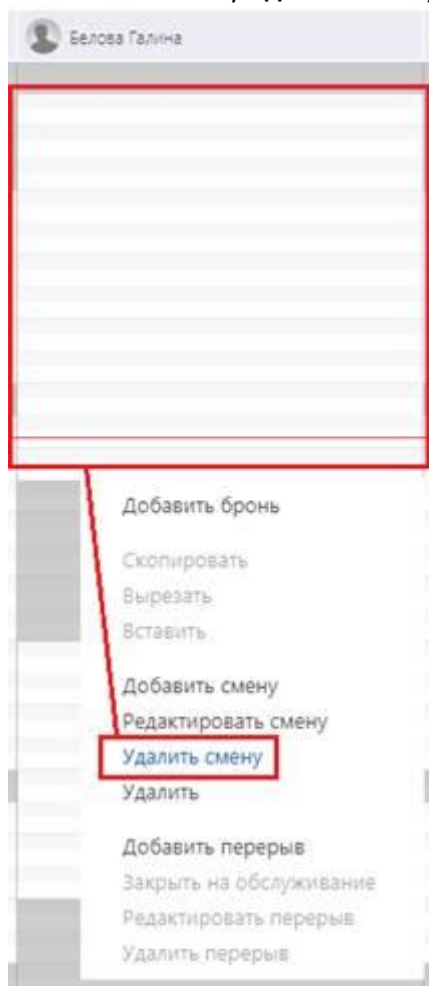 Белова Галина
Добавить бронь
Скопировать
Вырезать
Вставить
Добавить смену
Редактировать смену
Удалить смену
Удалить
Добавить перерыв
Закрыть на обслуживание
Редактировать перерыв
Удалить перерыв